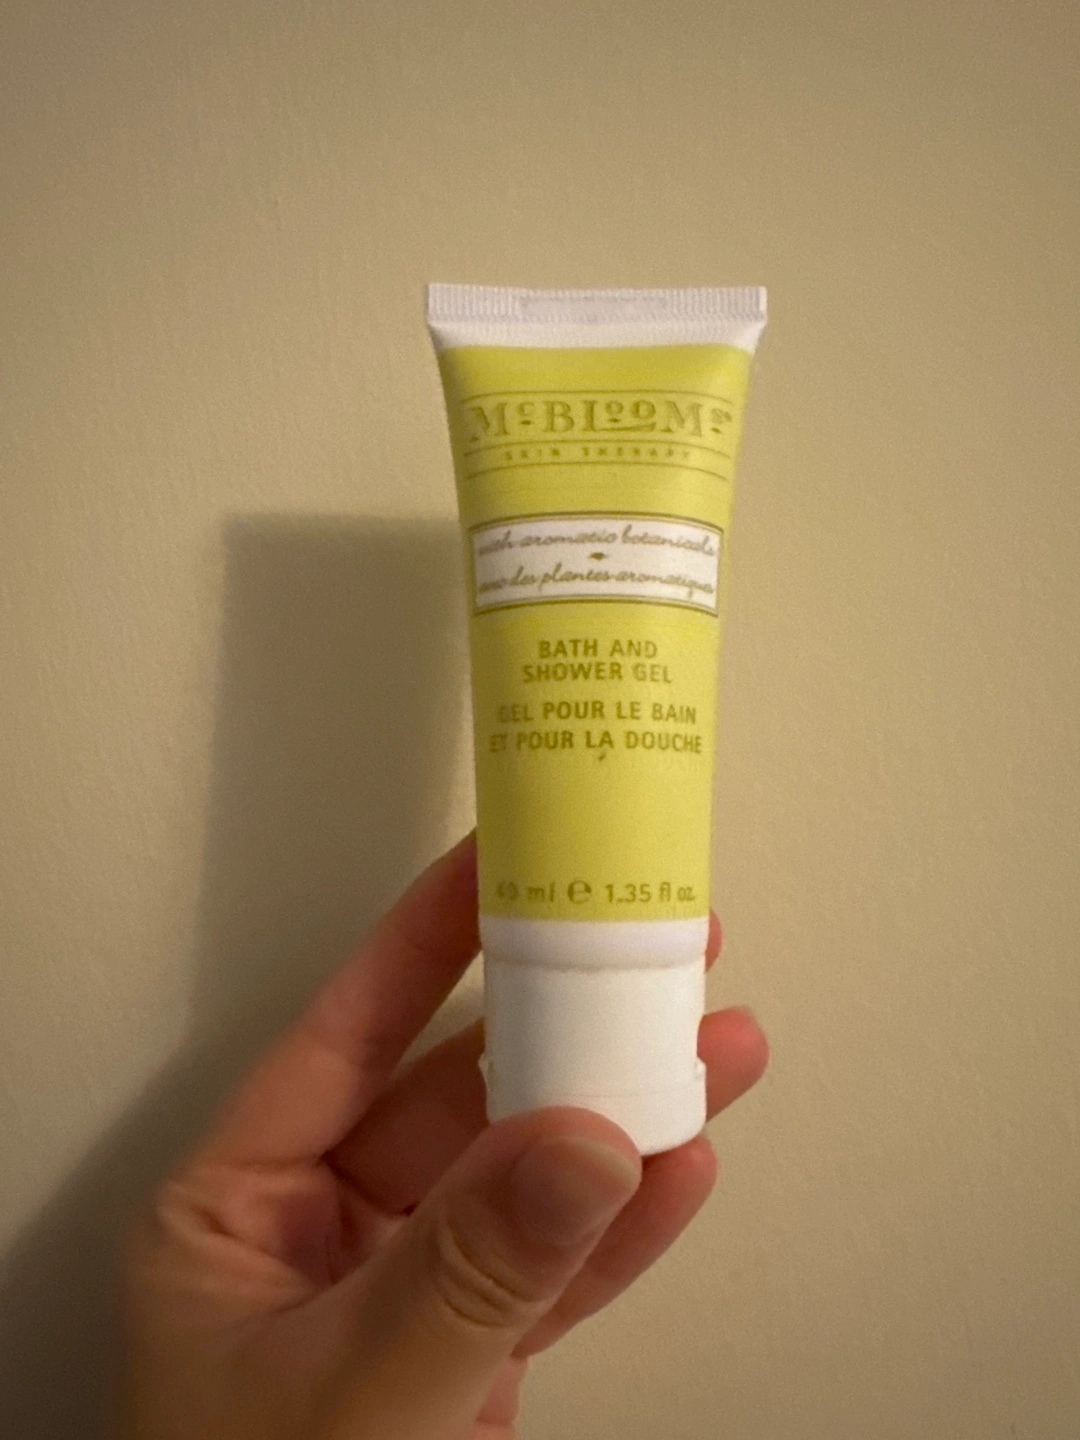 McBLooMs
SKIN THERAPY
with aromatic botanicals
avec des plantes aromatiques
BATH AND
SHOWER GEL
GEL POUR LE BAIN
ET POUR LA DOUCHE
40 ml ℮ 1.35 fl oz.